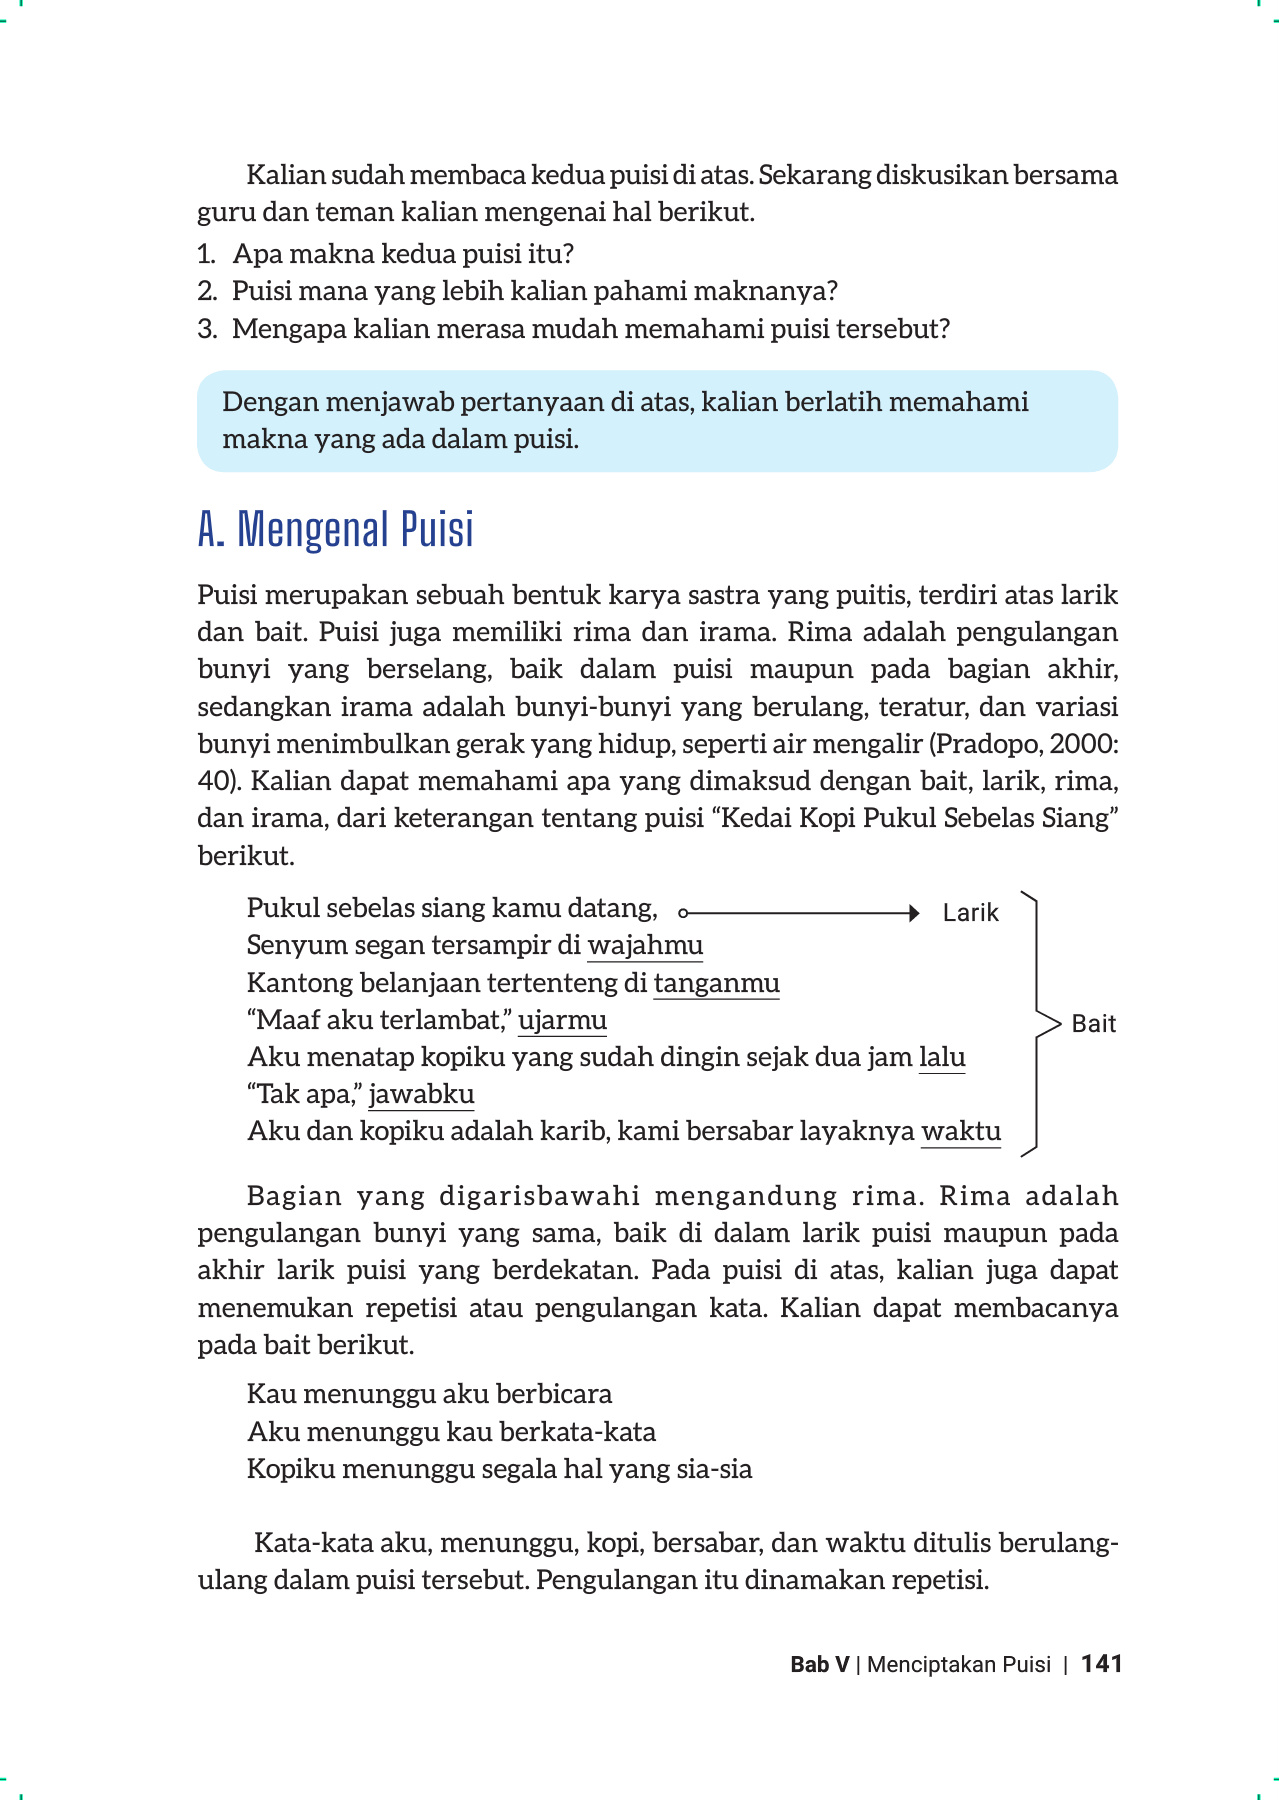 Kalian sudah membaca kedua puisi di atas. Sekarang diskusikan bersama
guru dan teman kalian mengenai hal berikut.
1. Apa makna kedua puisi itu?
2. Puisi mana yang lebih kalian pahami maknanya?
3. Mengapa kalian merasa mudah memahami puisi tersebut?
Dengan menjawab pertanyaan di atas, kalian berlatih memahami
makna yang ada dalam puisi.
A. Mengenal Puisi
Puisi merupakan sebuah bentuk karya sastra yang puitis, terdiri atas larik
dan bait. Puisi juga memiliki rima dan irama. Rima adalah pengulangan
bunyi yang berselang, baik dalam puisi maupun pada bagian akhir,
sedangkan irama adalah bunyi-bunyi yang berulang, teratur, dan variasi
bunyi menimbulkan gerak yang hidup, seperti air mengalir (Pradopo, 2000:
40). Kalian dapat memahami apa yang dimaksud dengan bait, larik, rima,
dan irama, dari keterangan tentang puisi “Kedai Kopi Pukul Sebelas Siang”
berikut.
Pukul sebelas siang kamu datang, Larik
Senyum segan tersampir di wajahmu
Kantong belanjaan tertenteng di tanganmu
“Maaf aku terlambat,” ujarmu
Bait
Aku menatap kopiku yang sudah dingin sejak dua jam lalu
“Tak apa,” jawabku
Aku dan kopiku adalah karib, kami bersabar layaknya waktu
Bagian yang digarisbawahi mengandung rima. Rima adalah
pengulangan bunyi yang sama, baik di dalam larik puisi maupun pada
akhir larik puisi yang berdekatan. Pada puisi di atas, kalian juga dapat
menemukan repetisi atau pengulangan kata. Kalian dapat membacanya
pada bait berikut.
Kau menunggu aku berbicara
Aku menunggu kau berkata-kata
Kopiku menunggu segala hal yang sia-sia
Kata-kata aku, menunggu, kopi, bersabar, dan waktu ditulis berulang-
ulang dalam puisi tersebut. Pengulangan itu dinamakan repetisi.
Bab V | Menciptakan Puisi | 141